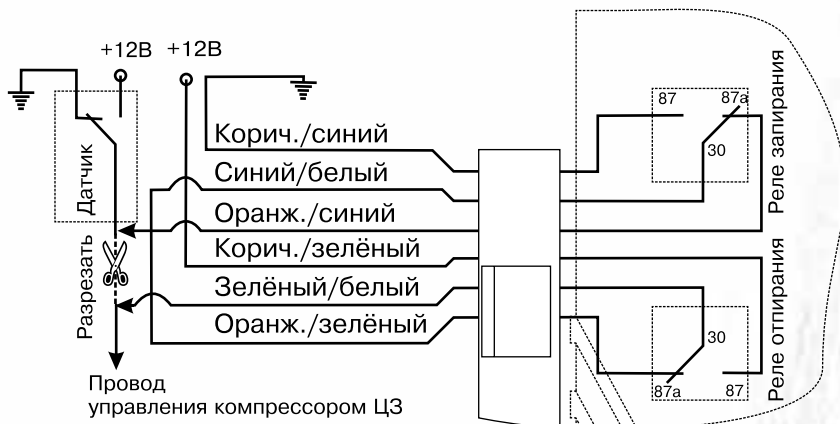 +12В +12В
Датчик
Разрезать
Корич./синий
Синий/белый
Оранж./синий
Корич./зелёный
Зелёный/белый
Оранж./зелёный
Провод
управления компрессором ЦЗ
87 87а
30
Реле запирания
30
87а 87
Реле отпирания